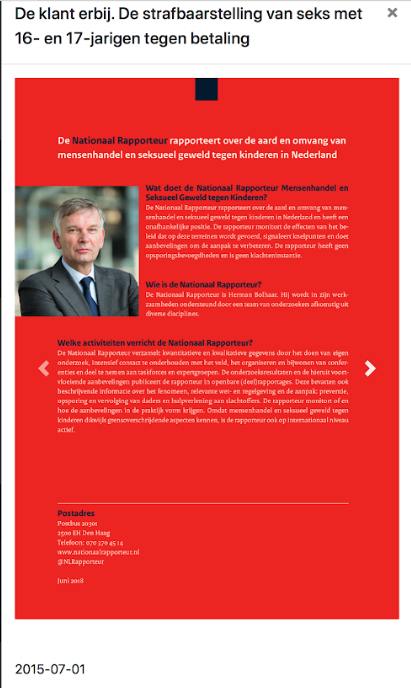 De klant erbij. De strafbaarstelling van seks met
16- en 17-jarigen tegen betaling
De Nationaal Rapporteur rapporteert over de aard en omvang van
mensenhandel en seksueel geweld tegen kinderen in Nederland
Wat doet de Nationaal Rapporteur Mensenhandel en
Seksueel Geweld tegen Kinderen?
De Nationaal Rapporteur rapporteert over de aard en omvang van men-
senhandel en seksueel geweld tegen kinderen in Nederland en heeft een
onafhankelijke positie. De rapporteur monitort de effecten van het be-
leid dat op deze terreinen wordt gevoerd, signaleert knelpunten en doet
aanbevelingen om de aanpak te verbeteren. De rapporteur heeft geen
opsporingsbevoegdheden en is geen klachteninstantie.
Wie is de Nationaal Rapporteur?
De Nationaal Rapporteur is Herman Bolhaar. Hij wordt in zijn werk-
zaamheden ondersteund door een team van onderzoekers afkomstig uit
diverse disciplines.
Welke activiteiten verricht de Nationaal Rapporteur?
De Nationaal Rapporteur verzamelt kwantitatieve en kwalitatieve gegevens door het doen van eigen
onderzoek, intensief contact te onderhouden met het veld, het organiseren en bijwonen van confer-
enties en deel te nemen aan taskforces en expertgroepen. De onderzoeksresultaten en de hieruit voort-
vloeiende aanbevelingen publiceert de rapporteur in openbare (deel)rapportages. Deze bevatten ook
beschrijvende informatie over het fenomeen, relevante wet- en regelgeving en de aanpak: preventie,
opsporing en vervolging van daders en hulpverlening aan slachtoffers. De rapporteur monitort of en
hoe de aanbevelingen in de praktijk vorm krijgen. Omdat mensenhandel en seksueel geweld tegen
kinderen dikwijls grensoverschrijdende aspecten kennen, is de rapporteur ook op internationaal niveau
actief.
Postadres
Postbus 20301
2500 EH Den Haag
Telefoon: 070 370 45 14
www.nationaalrapporteur.nl
@NLRapporteur
Juni 2018
2015-07-01